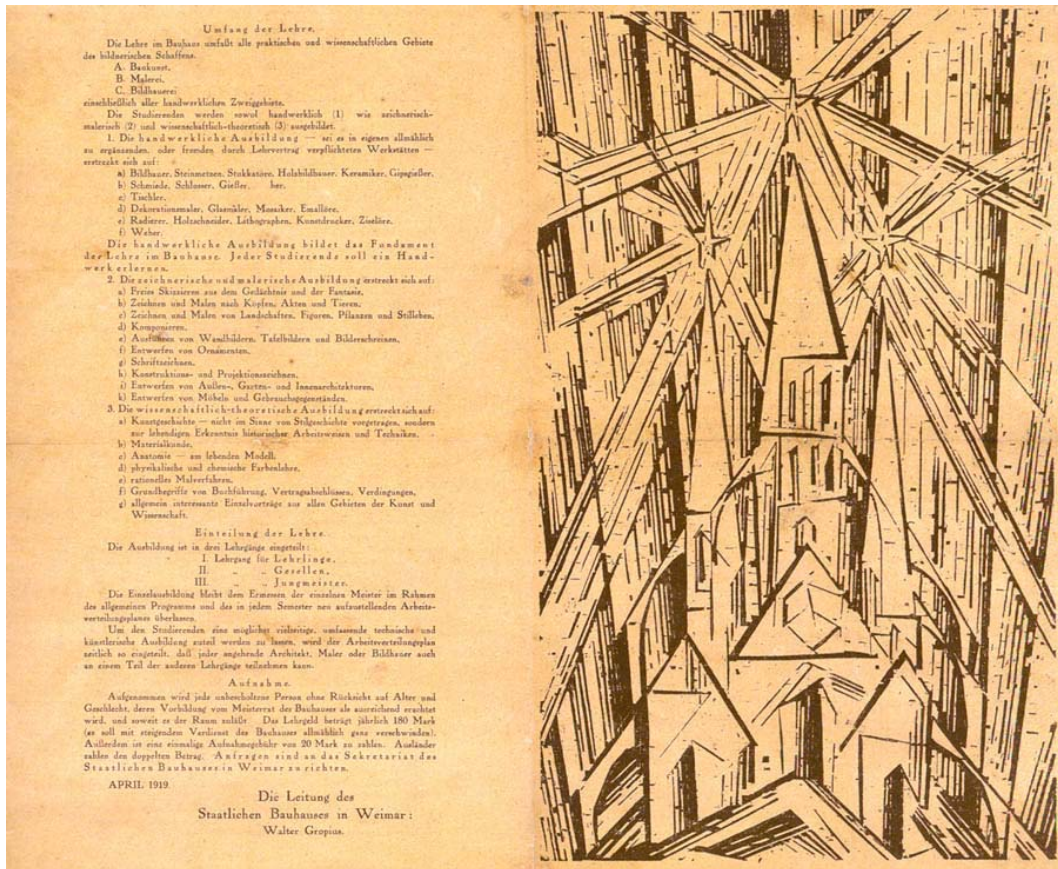 Umfang der Lehre.
Die Lehre im Bauhaus umfaßt alle praktischen und wissenschaftlichen Gebiete
des bildnerischen Schaffens.
A. Baukunst,
B. Malerei,
C. Bildhauerei
einschließlich aller handwerklichen Zweiggebiete.
Die Studierenden werden sowol handwerklich (1) wie zeichnerisch-
malerisch (2) und wissenschaftlich-theoretisch (3) ausgebildet.
1. Die handwerkliche Ausbildung — sei es in eigenen allmählich
zu ergänzenden, oder fremden durch Lehrvertrag verpflichteten Werkstätten —
erstreckt sich auf:
a) Bildhauer, Steinmetzen, Stukkatöre, Holzbildhauer, Keramiker, Gipsgießer,
b) Schmiede, Schlosser, Gießer, her,
c) Tischler,
d) Dekorationsmaler, Glasmaler, Mosaiker, Emallöre,
e) Radierer, Holzschneider, Lithographen, Kunstdrucker, Ziselöre,
f) Weber.
Die handwerkliche Ausbildung bildet das Fundament
der Lehre im Bauhause. Jeder Studierende soll ein Hand-
werk erlernen.
2. Die zeichnerische und malerische Ausbildung erstreckt sich auf:
a) Freies Skizzieren aus dem Gedächtnis und der Fantasie,
b) Zeichnen und Malen nach Köpfen, Akten und Tieren,
c) Zeichnen und Malen von Landschaften, Figuren, Pflanzen und Stilleben,
d) Komponieren,
e) Ausführen von Wandbildern, Tafelbildern und Bilderschreinen,
f) Entwerfen von Ornamenten,
g) Schriftzeichnen,
h) Konstruktions- und Projektionszeichnen,
i) Entwerfen von Außen-, Garten- und Innenarchitekturen,
k) Entwerfen von Möbeln und Gebrauchsgegenständen.
3. Die wissenschaftlich-theoretische Ausbildung erstreckt sich auf:
a) Kunstgeschichte — nicht im Sinne von Stilgeschichte vorgetragen, sondern
zur lebendigen Erkenntnis historischer Arbeitsweisen und Techniken,
b) Materialkunde,
c) Anatomie — am lebenden Modell,
d) physikalische und chemische Farbenlehre,
e) rationelles Malverfahren,
f) Grundbegriffe von Buchführung, Vertragsabschlüssen, Verdingungen,
g) allgemein interessante Einzelvorträge aus allen Gebieten der Kunst und
Wissenschaft.
Einteilung der Lehre.
Die Ausbildung ist in drei Lehrgänge eingeteilt:
I. Lehrgang für Lehrlinge,
II. „ „ Gesellen,
III. „ „ Jungmeister.
Die Einzelausbildung bleibt dem Ermessen der einzelnen Meister im Rahmen
des allgemeinen Programms und des in jedem Semester neu aufzustellenden Arbeits-
verteilungsplanes überlassen.
Um den Studierenden eine möglichst vielseitige, umfassende technische und
künstlerische Ausbildung zuteil werden zu lassen, wird der Arbeitsverteilungsplan
zeitlich so eingeteilt, daß jeder angehende Architekt, Maler oder Bildhauer auch
an einem Teil der anderen Lehrgänge teilnehmen kann.
Aufnahme.
Aufgenommen wird jede unbescholtene Person ohne Rücksicht auf Alter und
Geschlecht, deren Vorbildung vom Meisterrat des Bauhauses als ausreichend erachtet
wird, und soweit es der Raum zuläßt. Das Lehrgeld beträgt jährlich 180 Mark
(es soll mit steigendem Verdienst des Bauhauses allmählich ganz verschwinden).
Außerdem ist eine einmalige Aufnahmegebühr von 20 Mark zu zahlen. Ausländer
zahlen den doppelten Betrag. Anfragen sind an das Sekretariat des
Staatlichen Bauhauses in Weimar zu richten.
APRIL 1919.
Die Leitung des
Staatlichen Bauhauses in Weimar:
Walter Gropius.